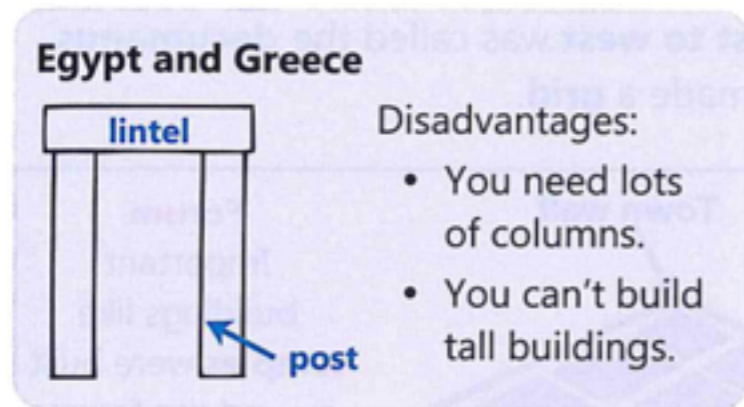 Egypt and Greece
lintel
post
Disadvantages:
• You need lots
of columns.
• You can't build
tall buildings.